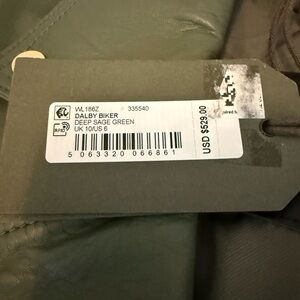 WL166Z 335540
DALBY BIKER
DEEP SAGE GREEN
UK 10/US 6
5 063320 066861
USD $529.00